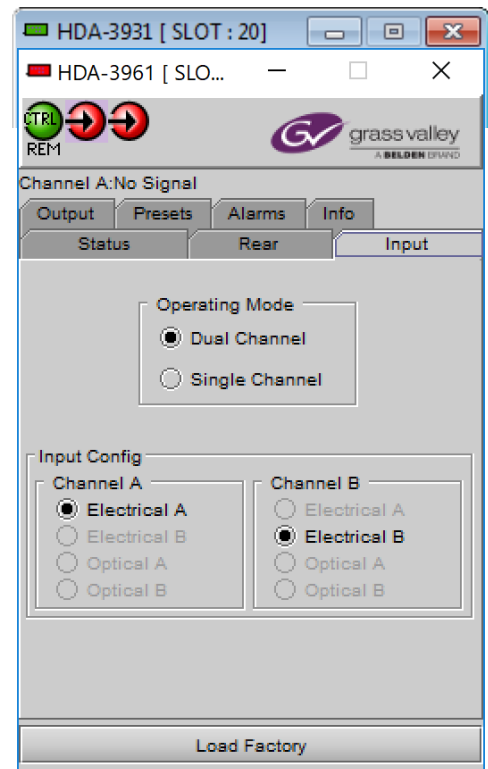 HDA-3931 [ SLOT : 20]
HDA-3961 [ SLO...
CTRL
REM
grass valley
A BELDEN BRAND
Channel A:No Signal
Output Presets Alarms Info
Status Rear Input
Operating Mode
Dual Channel
Single Channel
Input Config
Channel A
Electrical A
Electrical B
Optical A
Optical B
Channel B
Electrical A
Electrical B
Optical A
Optical B
Load Factory